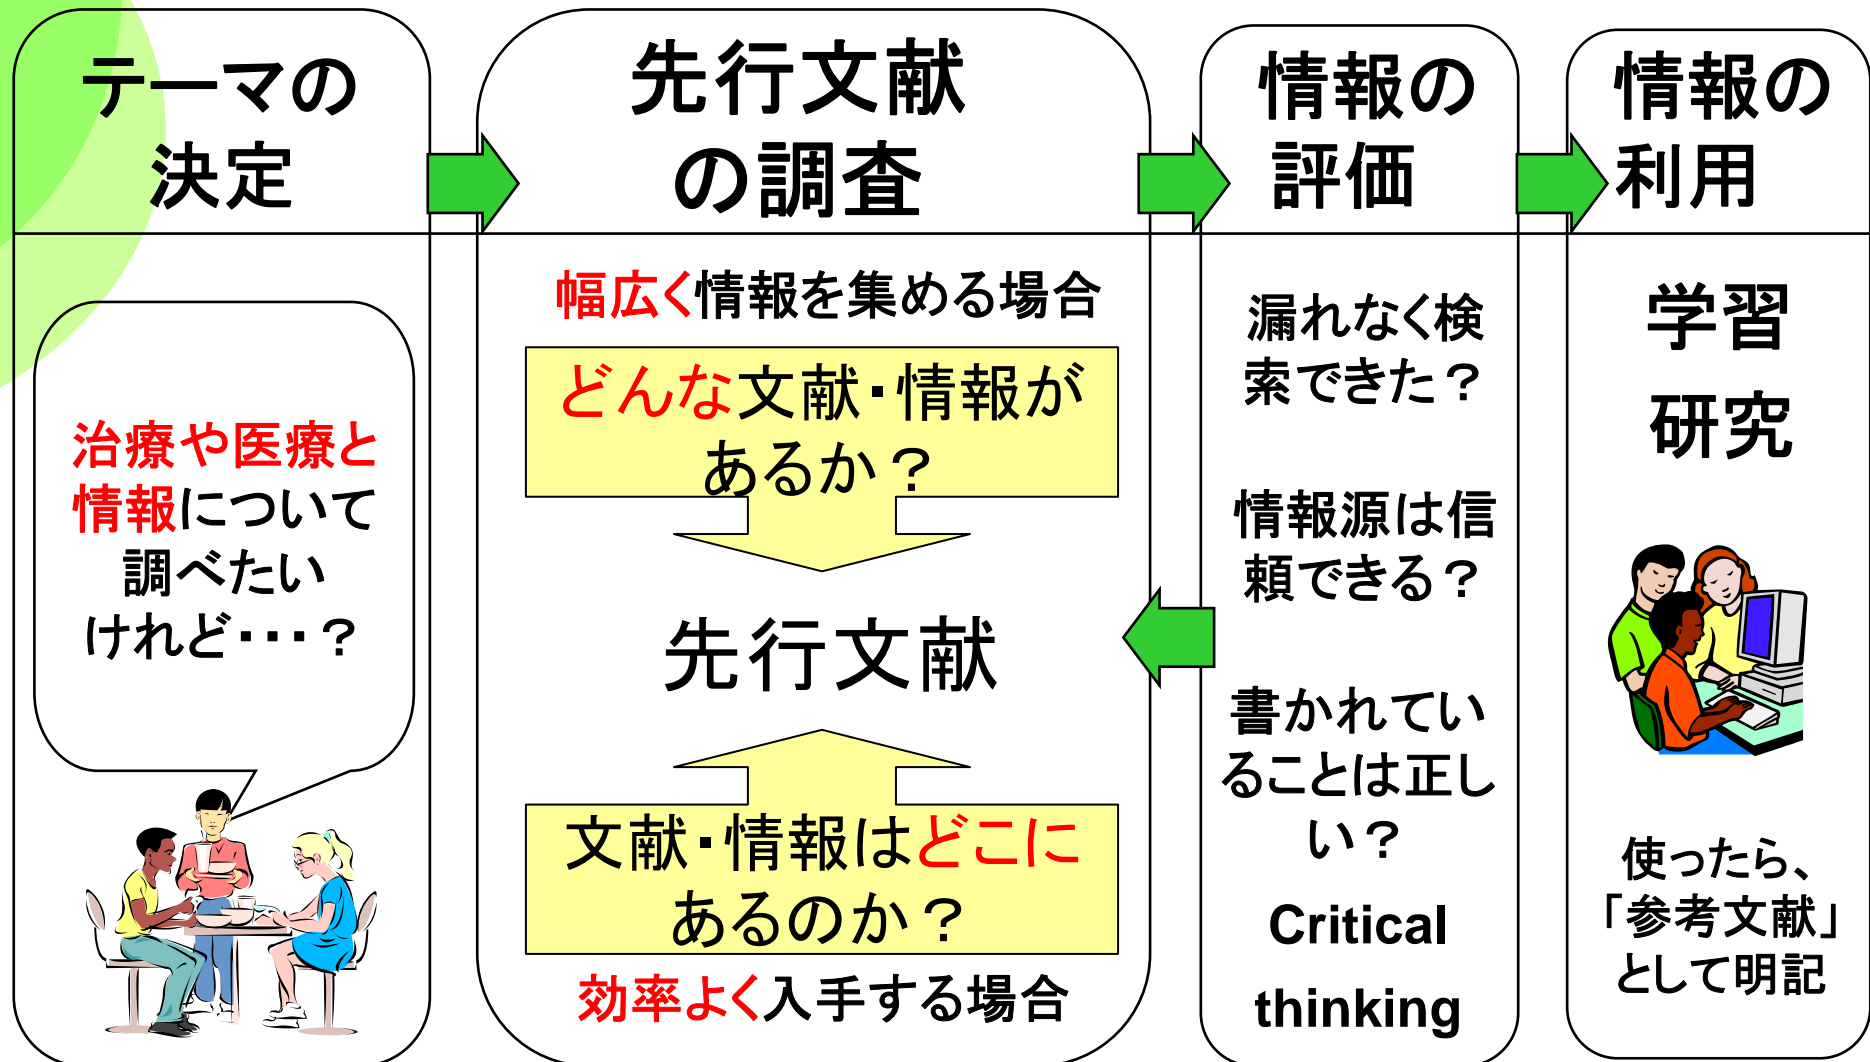 テーマの
決定
治療や医療と
情報について
調べたい
けれど・・・？
先行文献
の調査
幅広く情報を集める場合
どんな文献・情報が
あるか？
先行文献
文献・情報はどこに
あるのか？
効率よく入手する場合
情報の
評価
漏れなく検
索できた？
情報源は信
頼できる？
書かれてい
ることは正し
い？
Critical
thinking
情報の
利用
学習
研究
使ったら、
「参考文献」
として明記